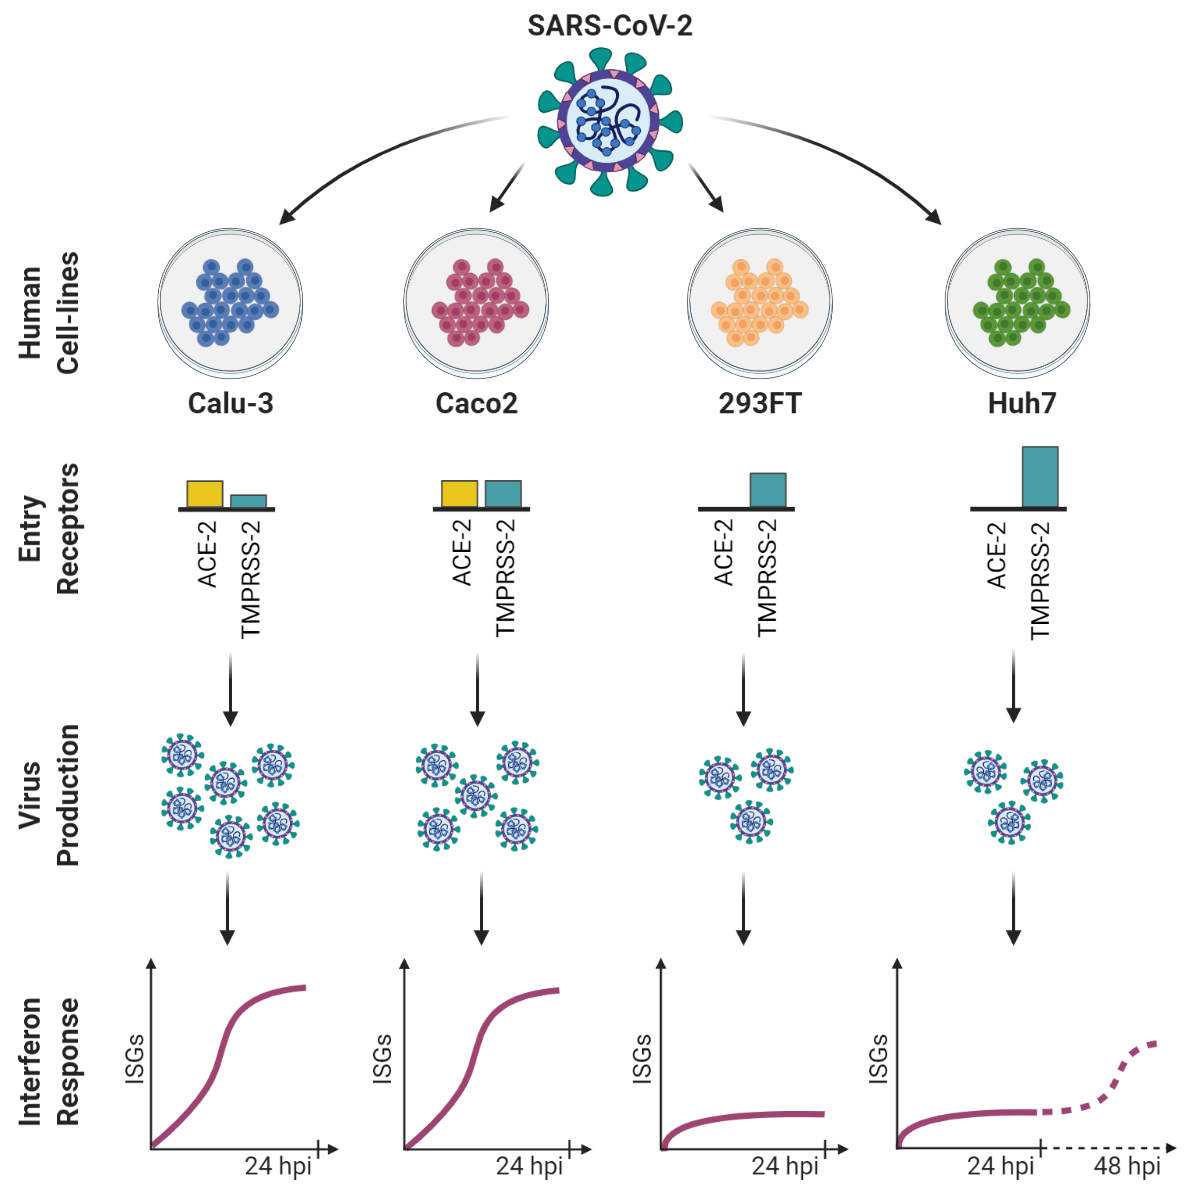 SARS-CoV-2
Human
Cell-lines
Calu-3
Caco2
293FT
Huh7
Entry
Receptors
ACE-2
TMPRSS-2
ACE-2
TMPRSS-2
ACE-2
TMPRSS-2
ACE-2
TMPRSS-2
Virus
Production
Interferon
Response
ISGs
24 hpi
ISGs
24 hpi
ISGs
24 hpi
ISGs
24 hpi
48 hpi